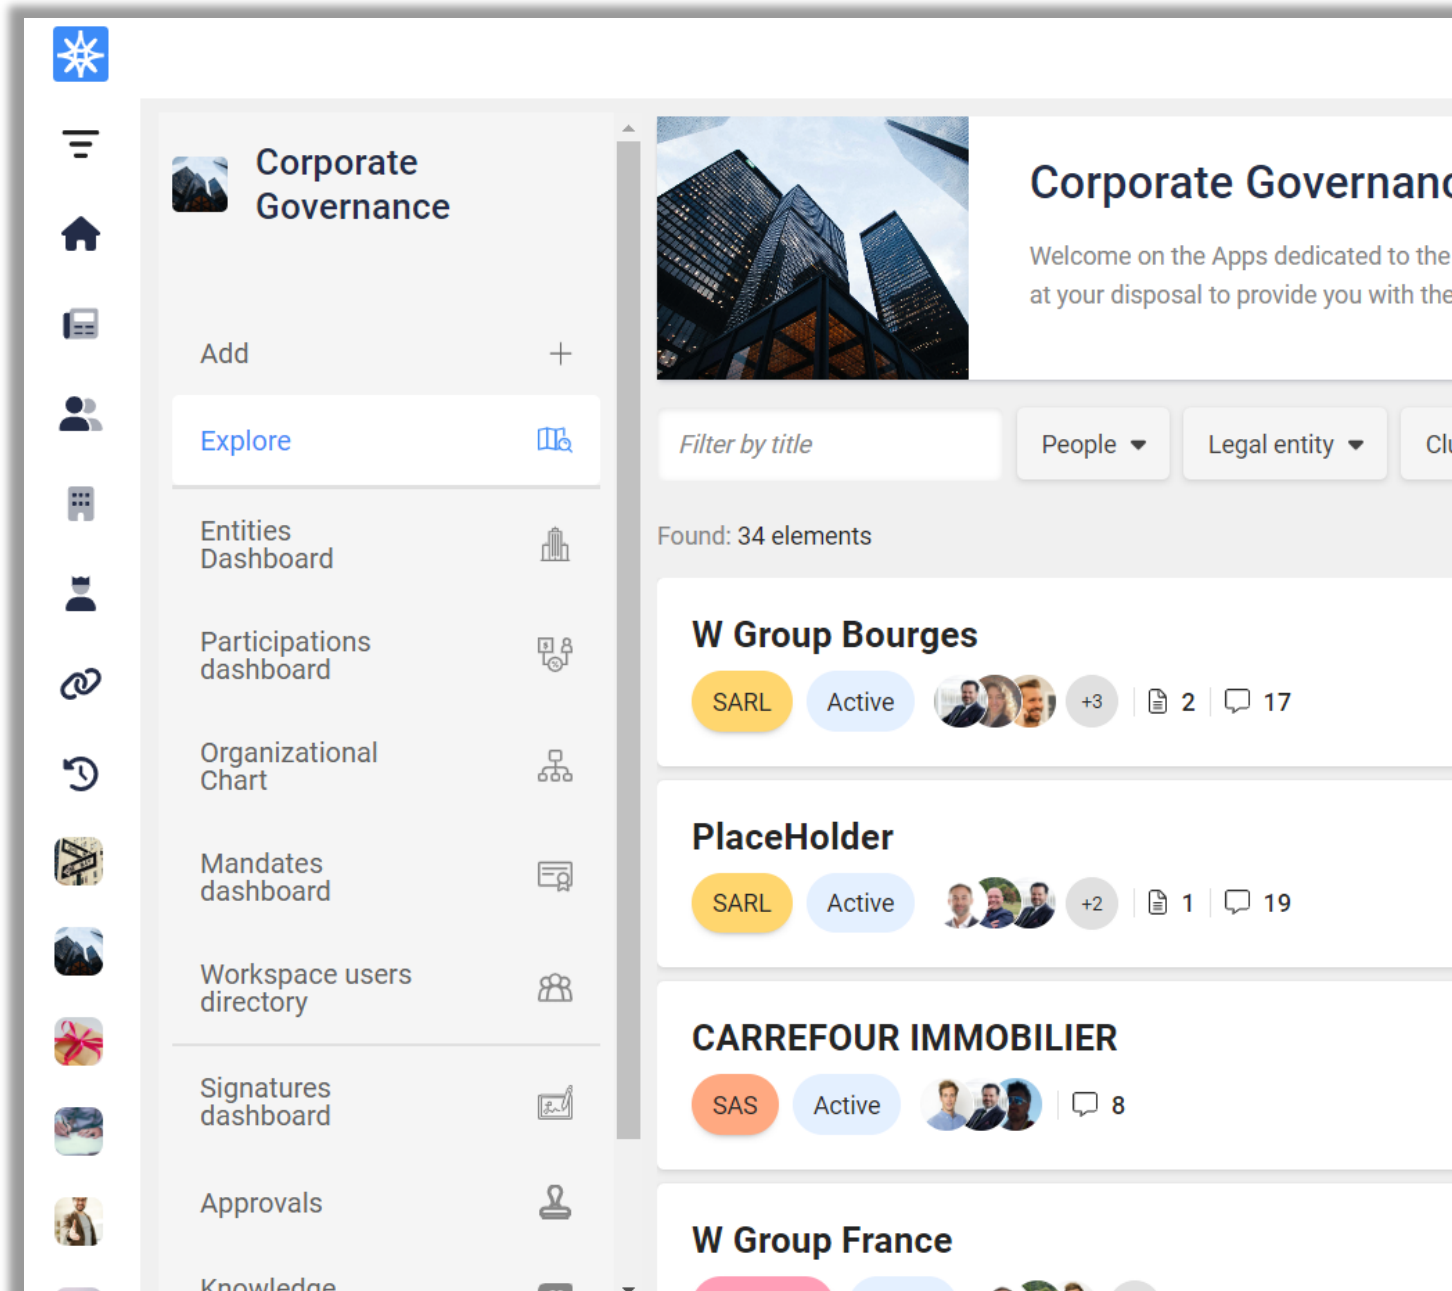 Corporate
Governance
Add
Explore
Entities
Dashboard
Participations
dashboard
Organizational
Chart
Mandates
dashboard
Workspace users
directory
Signatures
dashboard
Approvals
Knowledge
Corporate Governanc
Welcome on the Apps dedicated to the
at your disposal to provide you with the
Filter by title
People
Legal entity
Clu
Found: 34 elements
W Group Bourges
SARL Active +3 2 17
PlaceHolder
SARL Active +2 1 19
CARREFOUR IMMOBILIER
SAS Active 8
W Group France